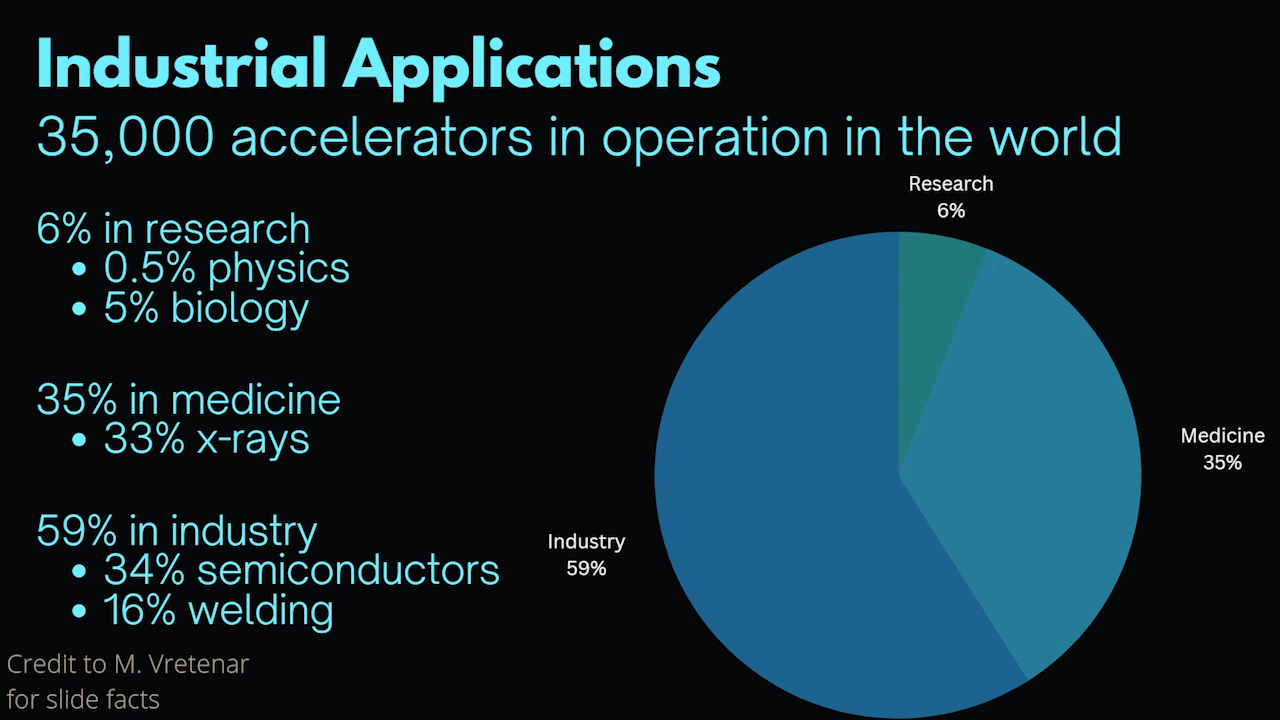 Industrial Applications
35,000 accelerators in operation in the world
6% in research
• 0.5% physics
• 5% biology
35% in medicine
• 33% x-rays
59% in industry
• 34% semiconductors
• 16% welding
Credit to M. Vretenar
for slide facts
Research
6%
Medicine
35%
Industry
59%